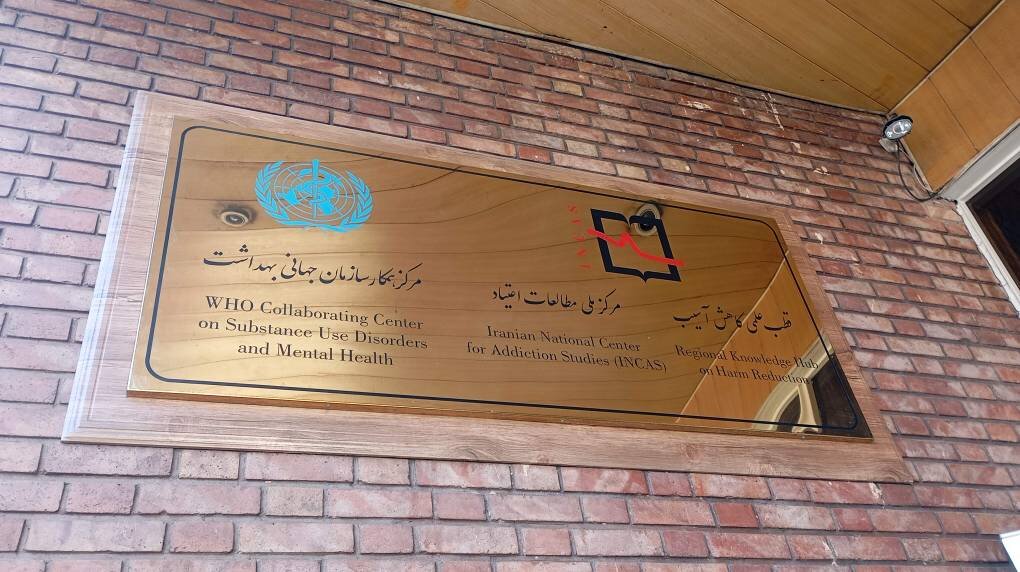 مرکز همکار سازمان جهانی بهداشت
WHO Collaborating Center
on Substance Use Disorders
and Mental Health
مرکز ملی مطالعات اعتیاد
Iranian National Center
for Addiction Studies (INCAS)
قطب علمی کاهش آسیب
Regional Knowledge Hub
on Harm Reduction